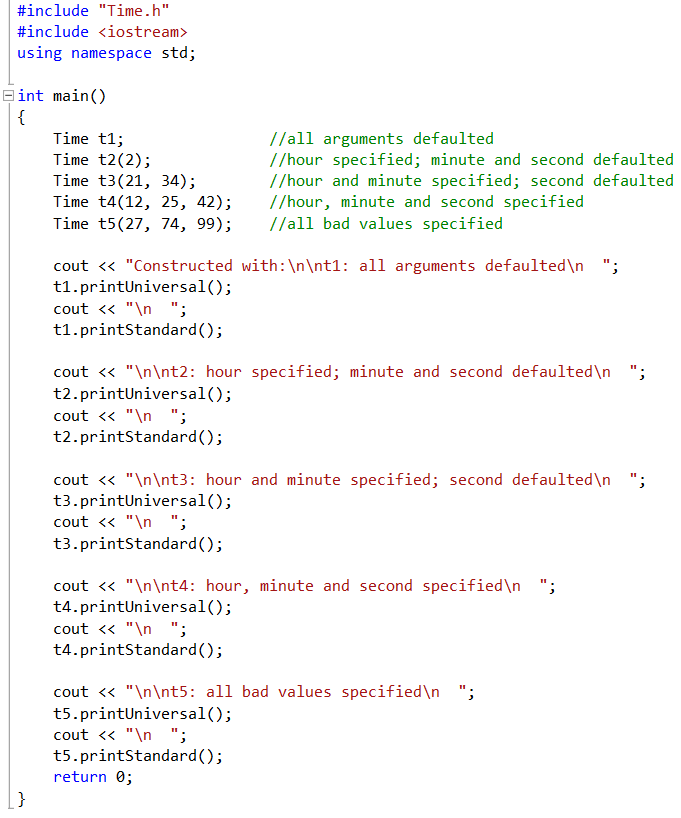 #include "Time.h"
#include <iostream>
using namespace std;

int main()
{
    Time t1;                //all arguments defaulted
    Time t2(2);             //hour specified; minute and second defaulted
    Time t3(21, 34);        //hour and minute specified; second defaulted
    Time t4(12, 25, 42);    //hour, minute and second specified
    Time t5(27, 74, 99);    //all bad values specified

    cout << "Constructed with:\n\nt1: all arguments defaulted\n  ";
    t1.printUniversal();
    cout << "\n  ";
    t1.printStandard();

    cout << "\n\nt2: hour specified; minute and second defaulted\n  ";
    t2.printUniversal();
    cout << "\n  ";
    t2.printStandard();

    cout << "\n\nt3: hour and minute specified; second defaulted\n  ";
    t3.printUniversal();
    cout << "\n  ";
    t3.printStandard();

    cout << "\n\nt4: hour, minute and second specified\n  ";
    t4.printUniversal();
    cout << "\n  ";
    t4.printStandard();

    cout << "\n\nt5: all bad values specified\n  ";
    t5.printUniversal();
    cout << "\n  ";
    t5.printStandard();
    return 0;
}